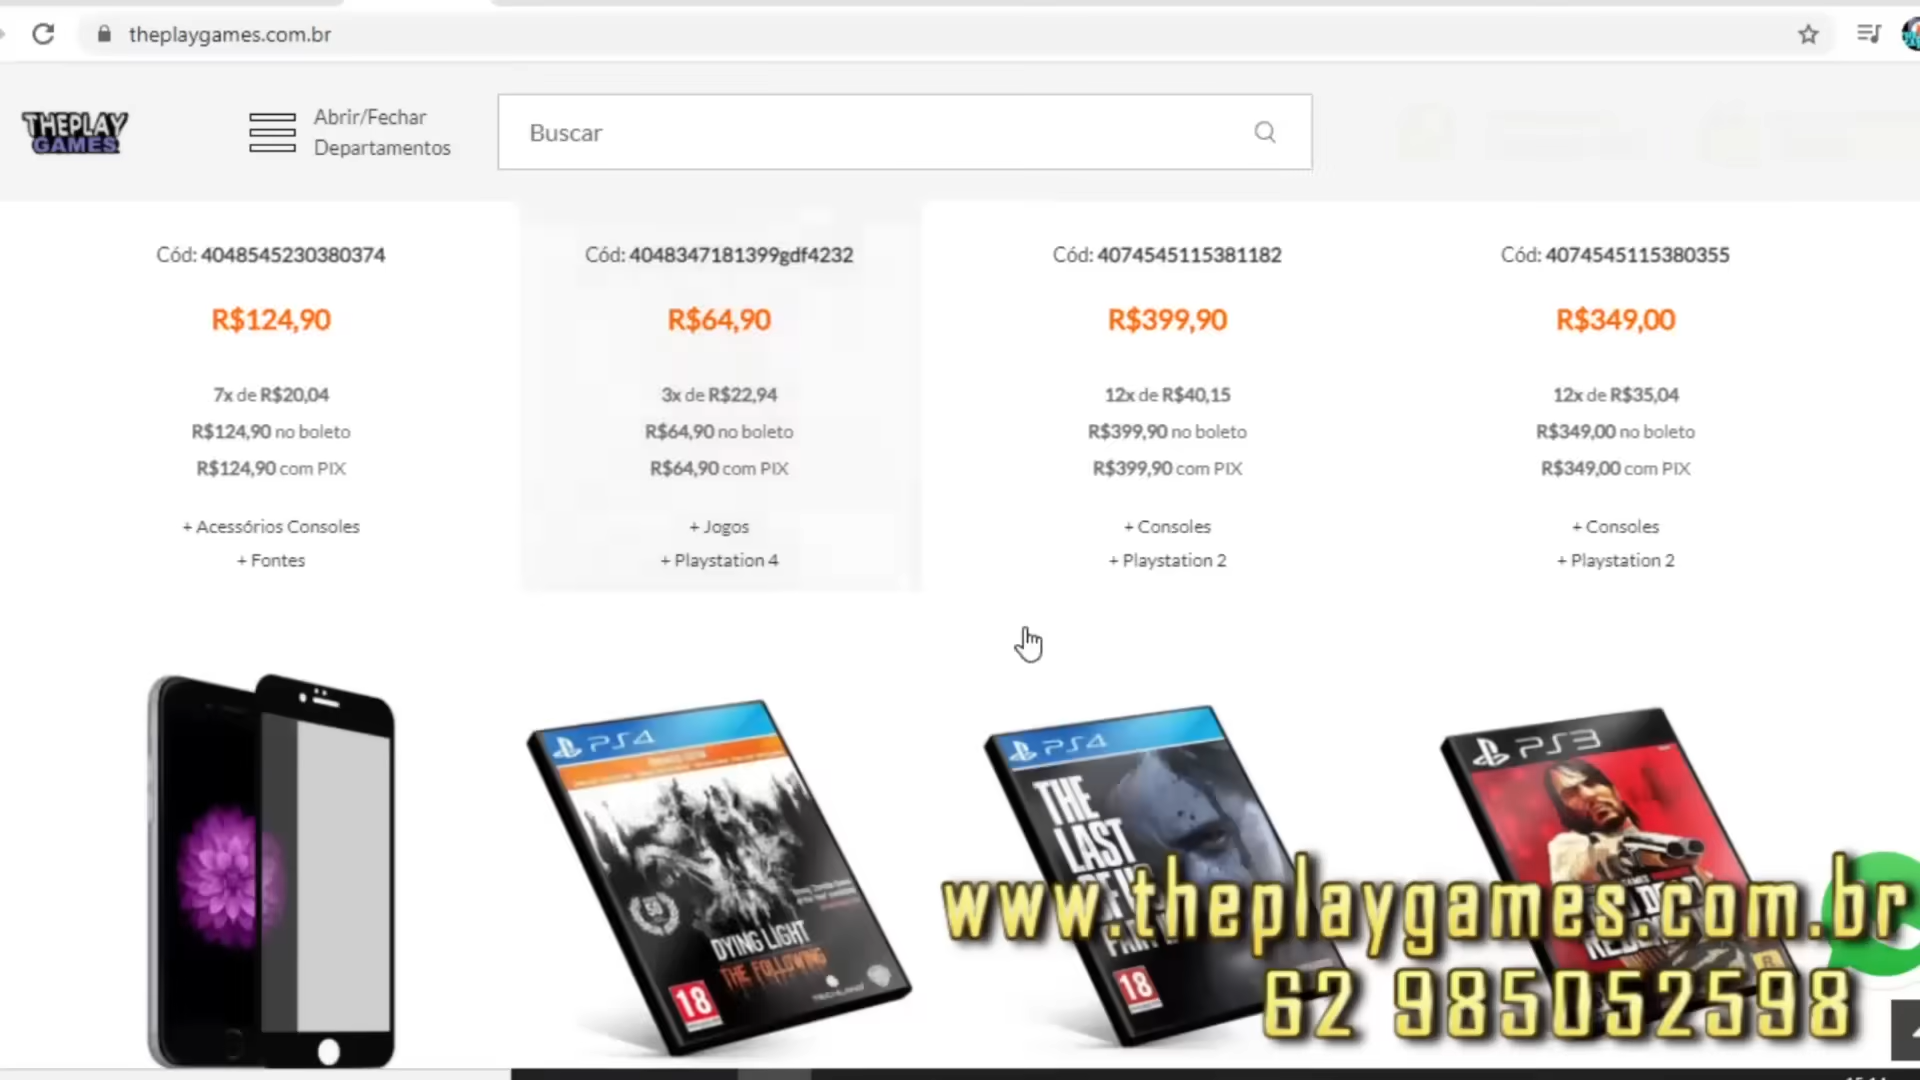 theplaygames.com.br
THEPLAY
GAMES
Abrir/Fechar
Departamentos
Buscar
Cód: 4048545230380374
R$124,90
7x de R$20,04
R$124,90 no boleto
R$124,90 com PIX
+ Acessórios Consoles
+ Fontes
Cód: 4048347181399gdf4232
R$64,90
3x de R$22,94
R$64,90 no boleto
R$64,90 com PIX
+ Jogos
+ Playstation 4
Cód: 4074545115381182
R$399,90
12x de R$40,15
R$399,90 no boleto
R$399,90 com PIX
+ Consoles
+ Playstation 2
Cód: 4074545115380355
R$349,00
12x de R$35,04
R$349,00 no boleto
R$349,00 com PIX
+ Consoles
+ Playstation 2
PS4
DYING LIGHT
THE FOLLOWING
TECHLAND
18
PS4
THE
LAST
18
PS3
www.theplaygames.com.br
62 985052598